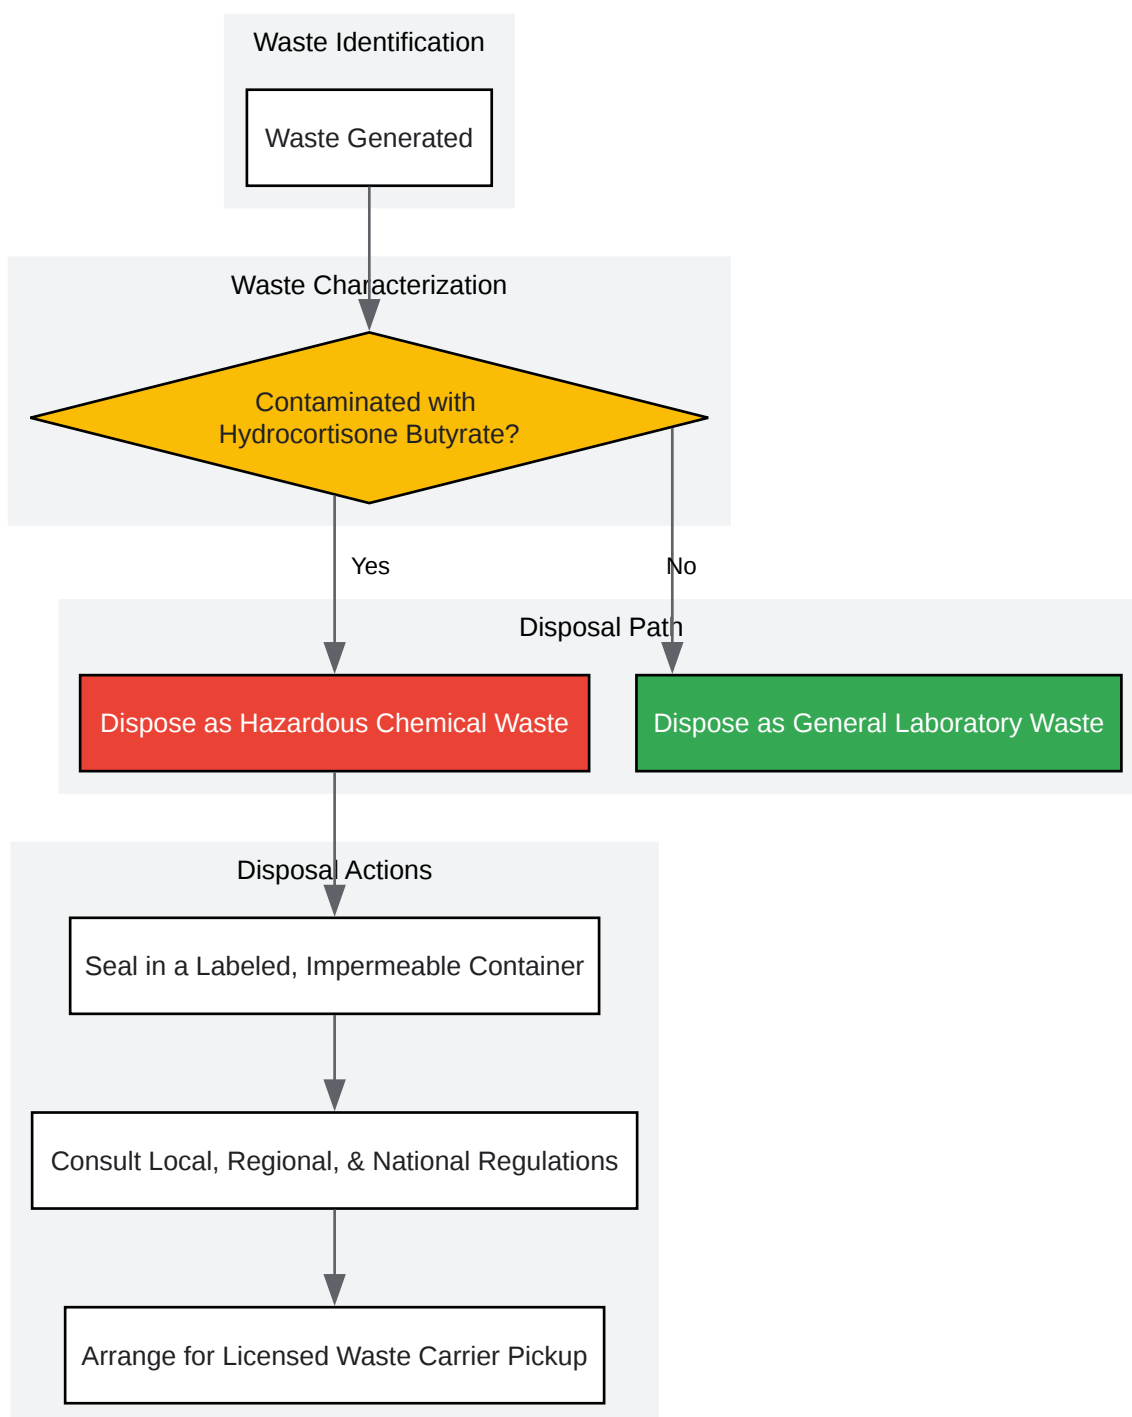 Waste Identification
Waste Generated
Waste Characterization
Contaminated with
Hydrocortisone Butyrate?
Yes
No
Disposal Path
Dispose as Hazardous Chemical Waste
Dispose as General Laboratory Waste
Disposal Actions
Seal in a Labeled, Impermeable Container
Consult Local, Regional, & National Regulations
Arrange for Licensed Waste Carrier Pickup